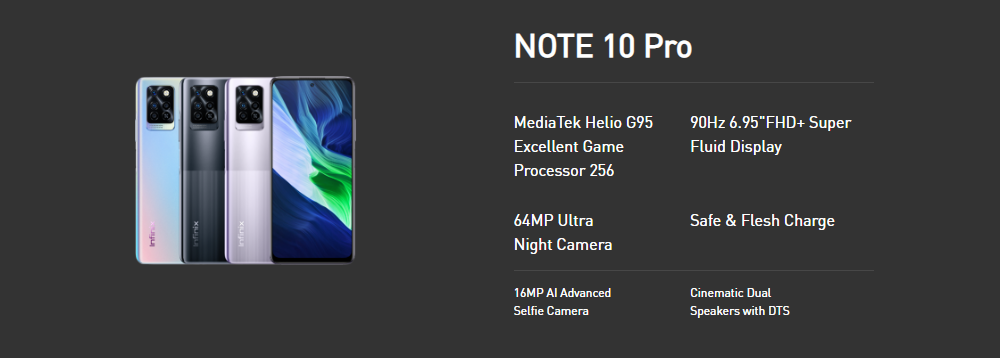 NOTE 10 Pro
MediaTek Helio G95
Excellent Game
Processor 256
90Hz 6.95"FHD+ Super
Fluid Display
64MP Ultra
Night Camera
Safe & Flesh Charge
16MP AI Advanced
Selfie Camera
Cinematic Dual
Speakers with DTS
Infinix
Infinix
Infinix